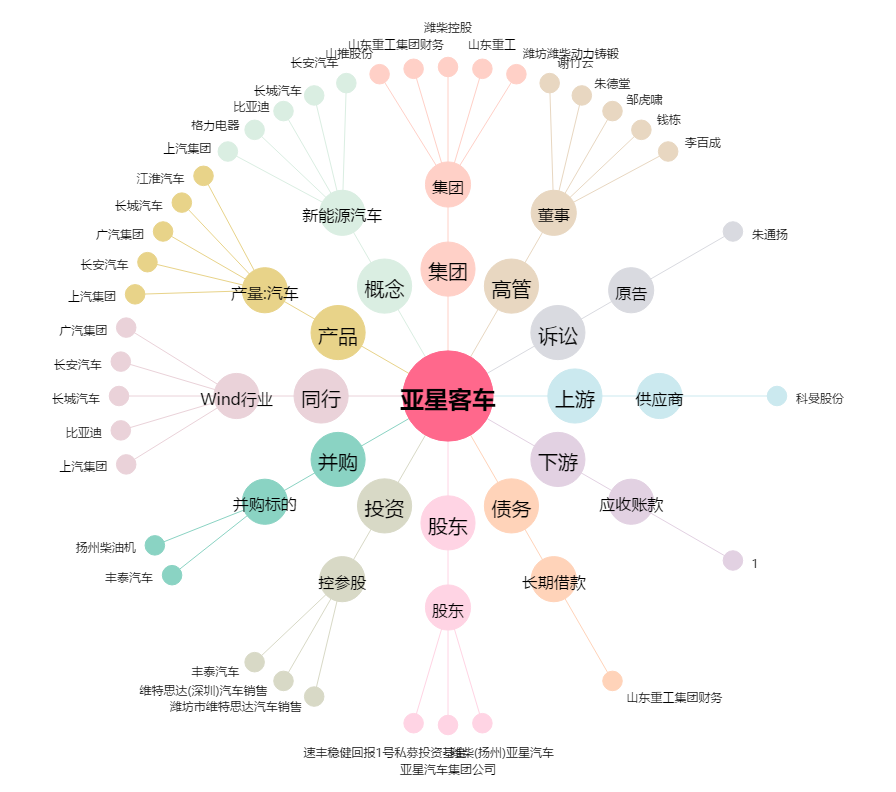 潍柴控股
山东重工集团财务
山东重工
山推股份
潍坊潍柴动力铸锻
长安汽车
谢竹云
长城汽车
朱德堂
比亚迪
邹虎啸
格力电器
钱栋
上汽集团
李百成
江淮汽车
集团
长城汽车
新能源汽车
董事
广汽集团
朱通扬
长安汽车
集团
概念
高管
上汽集团
产量:汽车
原告
广汽集团
产品
诉讼
长安汽车
长城汽车
Wind行业
同行
亚星客车
上游
供应商
科曼股份
比亚迪
上汽集团
并购
下游
并购标的
投资
债务
应收账款
股东
扬州柴油机
丰泰汽车
1
控参股
长期借款
股东
丰泰汽车
维特思达(深圳)汽车销售
潍坊市维特思达汽车销售
山东重工集团财务
速丰稳健回报1号私募投资基金
潍柴(扬州)亚星汽车
亚星汽车集团公司